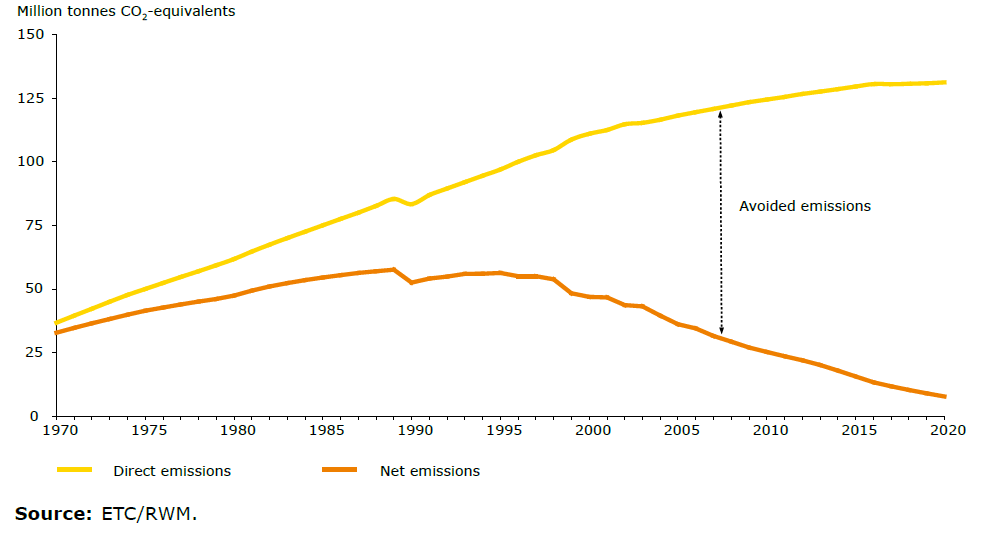 Million tonnes CO₂-equivalents
150
125
100
75
50
25
0
Avoided emissions
1970 1975 1980 1985 1990 1995 2000 2005 2010 2015 2020
Direct emissions Net emissions
Source: ETC/RWM.